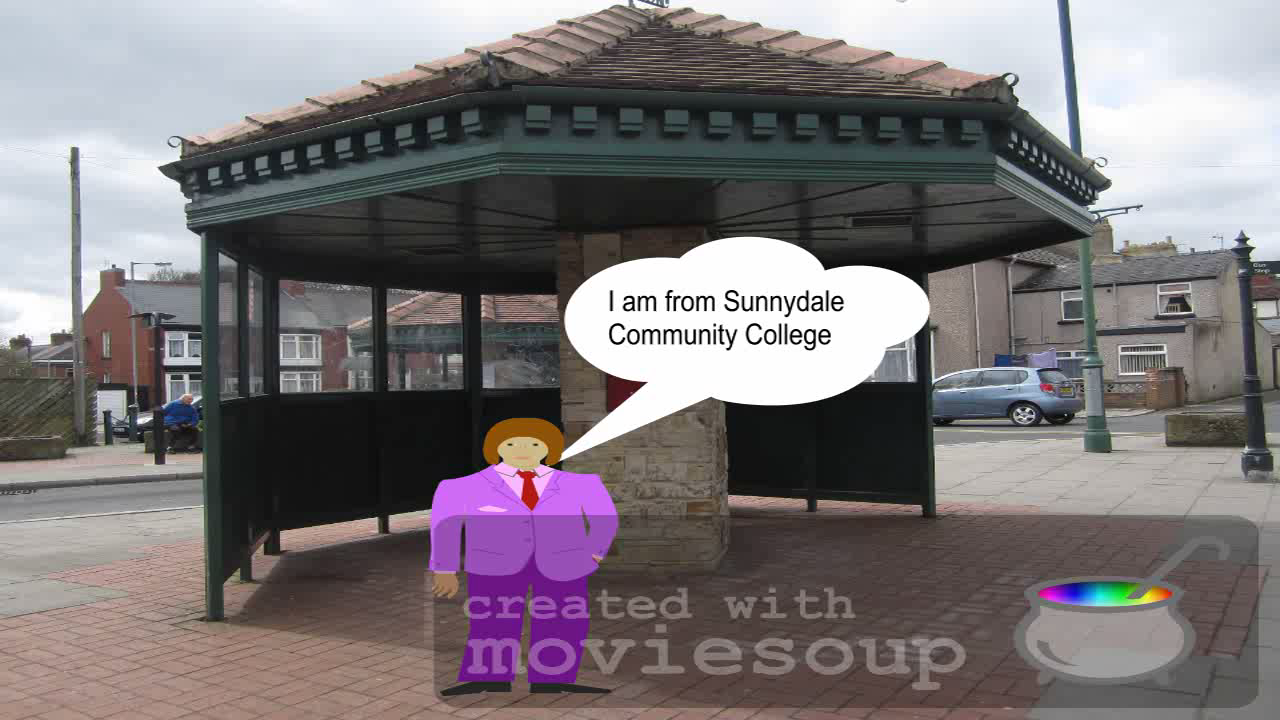 I am from Sunnydale
Community College
created with
moviesoup